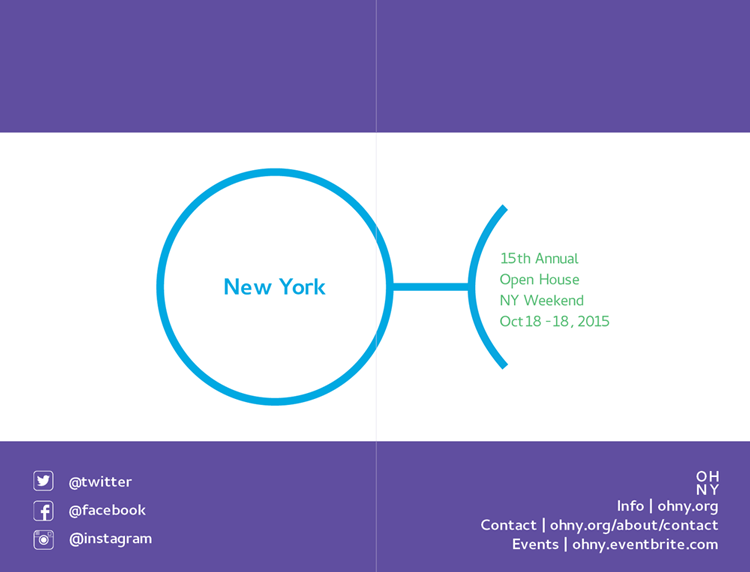 New York
15th Annual
Open House
NY Weekend
Oct 18 - 18, 2015
@twitter
@facebook
@instagram
OH
NY
Info | ohny.org
Contact | ohny.org/about/contact
Events | ohny.eventbrite.com